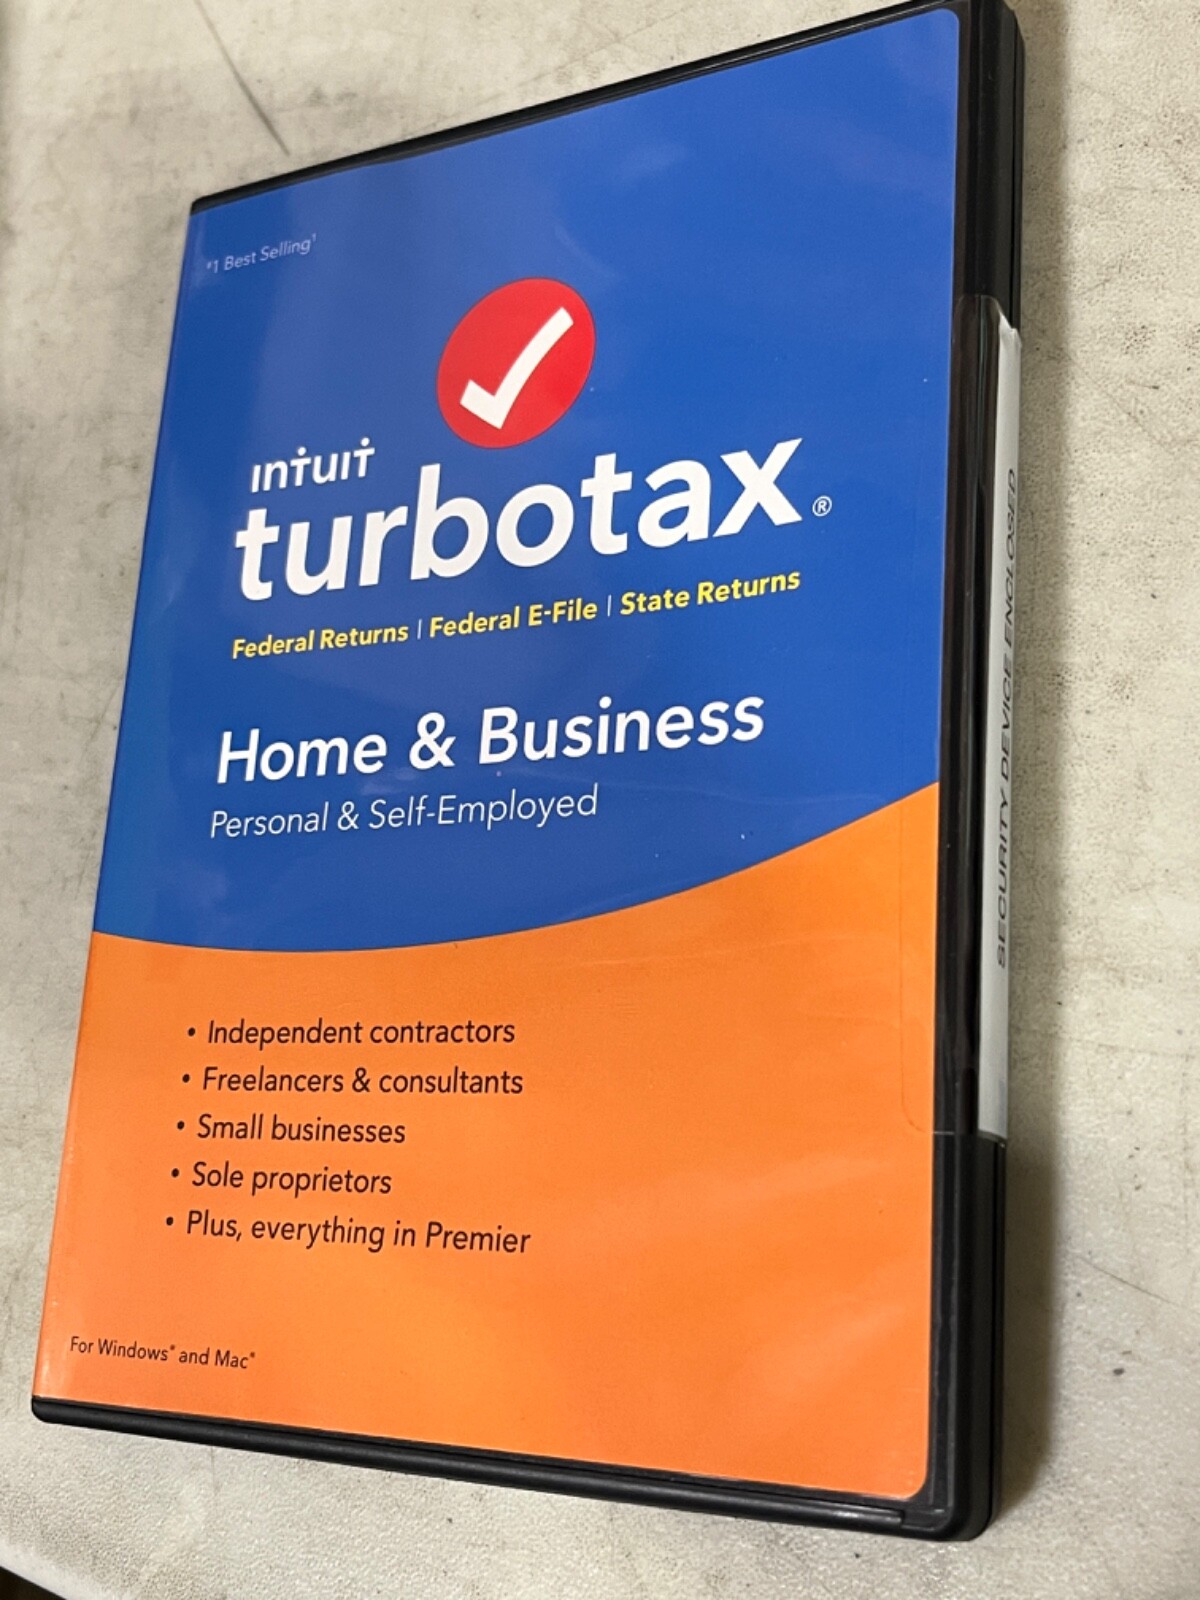 #1 Best Selling¹
ıntuıt
turbotax®
Federal Returns | Federal E-File | State Returns
Home & Business
Personal & Self-Employed
• Independent contractors
• Freelancers & consultants
• Small businesses
• Sole proprietors
• Plus, everything in Premier
For Windows® and Mac®
SECURITY DEVICE ENCLOSED